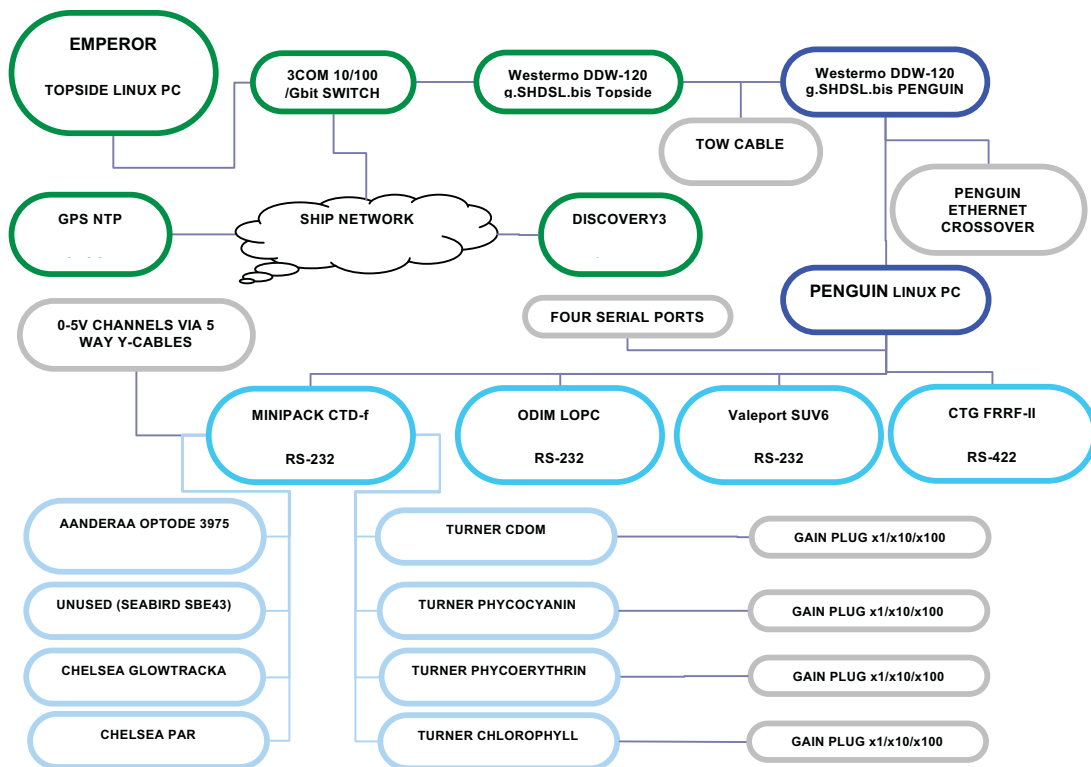 EMPEROR
TOPSIDE LINUX PC
3COM 10/100
/Gbit SWITCH
Westermo DDW-120
g.SHDSL.bis Topside
Westermo DDW-120
g.SHDSL.bis PENGUIN
TOW CABLE
PENGUIN
ETHERNET
CROSSOVER
GPS NTP
SHIP NETWORK
DISCOVERY3
PENGUIN LINUX PC
0-5V CHANNELS VIA 5
WAY Y-CABLES
FOUR SERIAL PORTS
MINIPACK CTD-f
RS-232
ODIM LOPC
RS-232
Valeport SUV6
RS-232
CTG FRRF-II
RS-422
AANDERAA OPTODE 3975
TURNER CDOM
GAIN PLUG x1/x10/x100
UNUSED (SEABIRD SBE43)
TURNER PHYCOCYANIN
GAIN PLUG x1/x10/x100
CHELSEA GLOWTRACKA
TURNER PHYCOERYTHRIN
GAIN PLUG x1/x10/x100
CHELSEA PAR
TURNER CHLOROPHYLL
GAIN PLUG x1/x10/x100